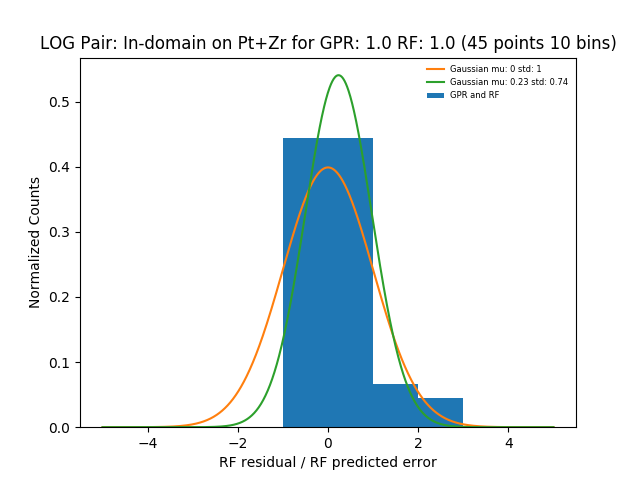 LOG Pair: In-domain on Pt+Zr for GPR: 1.0 RF: 1.0 (45 points 10 bins)
Gaussian mu: 0 std: 1
Gaussian mu: 0.23 std: 0.74
GPR and RF
Normalized Counts
0.5
0.4
0.3
0.2
0.1
0.0
−4 −2 0 2 4
RF residual / RF predicted error